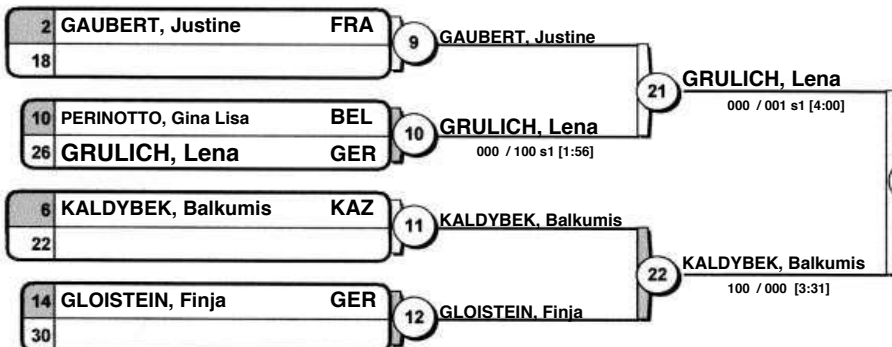 2 GAUBERT, Justine FRA
18
9 GAUBERT, Justine
10 PERINOTTO, Gina Lisa BEL
26 GRULICH, Lena GER
10 GRULICH, Lena
000 / 100 s1 [1:56]
21 GRULICH, Lena
000 / 001 s1 [4:00]
6 KALDYBEK, Balkumis KAZ
22
11 KALDYBEK, Balkumis
14 GLOISTEIN, Finja GER
30
12 GLOISTEIN, Finja
22 KALDYBEK, Balkumis
100 / 000 [3:31]